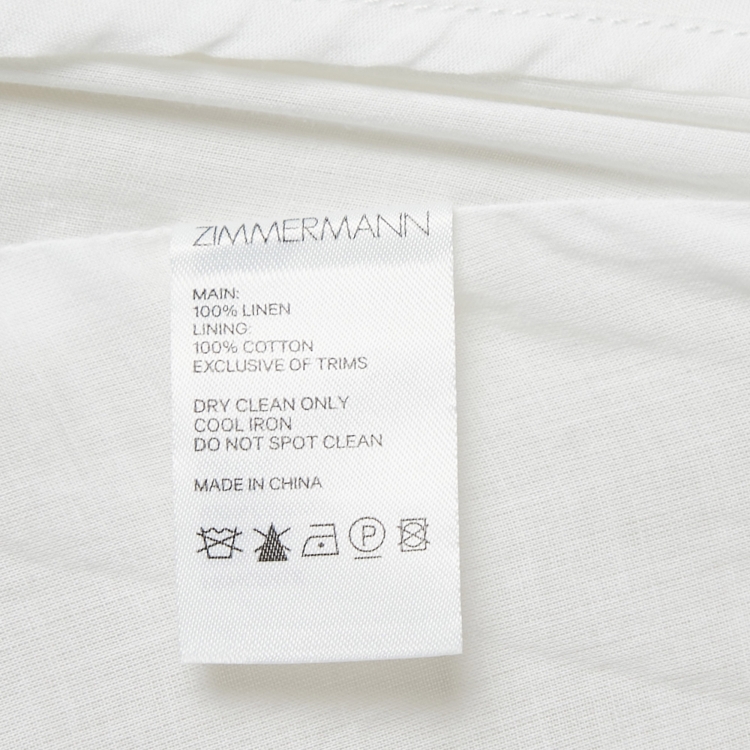 ZIMMERMANN
MAIN:
100% LINEN
LINING:
100% COTTON
EXCLUSIVE OF TRIMS
DRY CLEAN ONLY
COOL IRON
DO NOT SPOT CLEAN
MADE IN CHINA
P